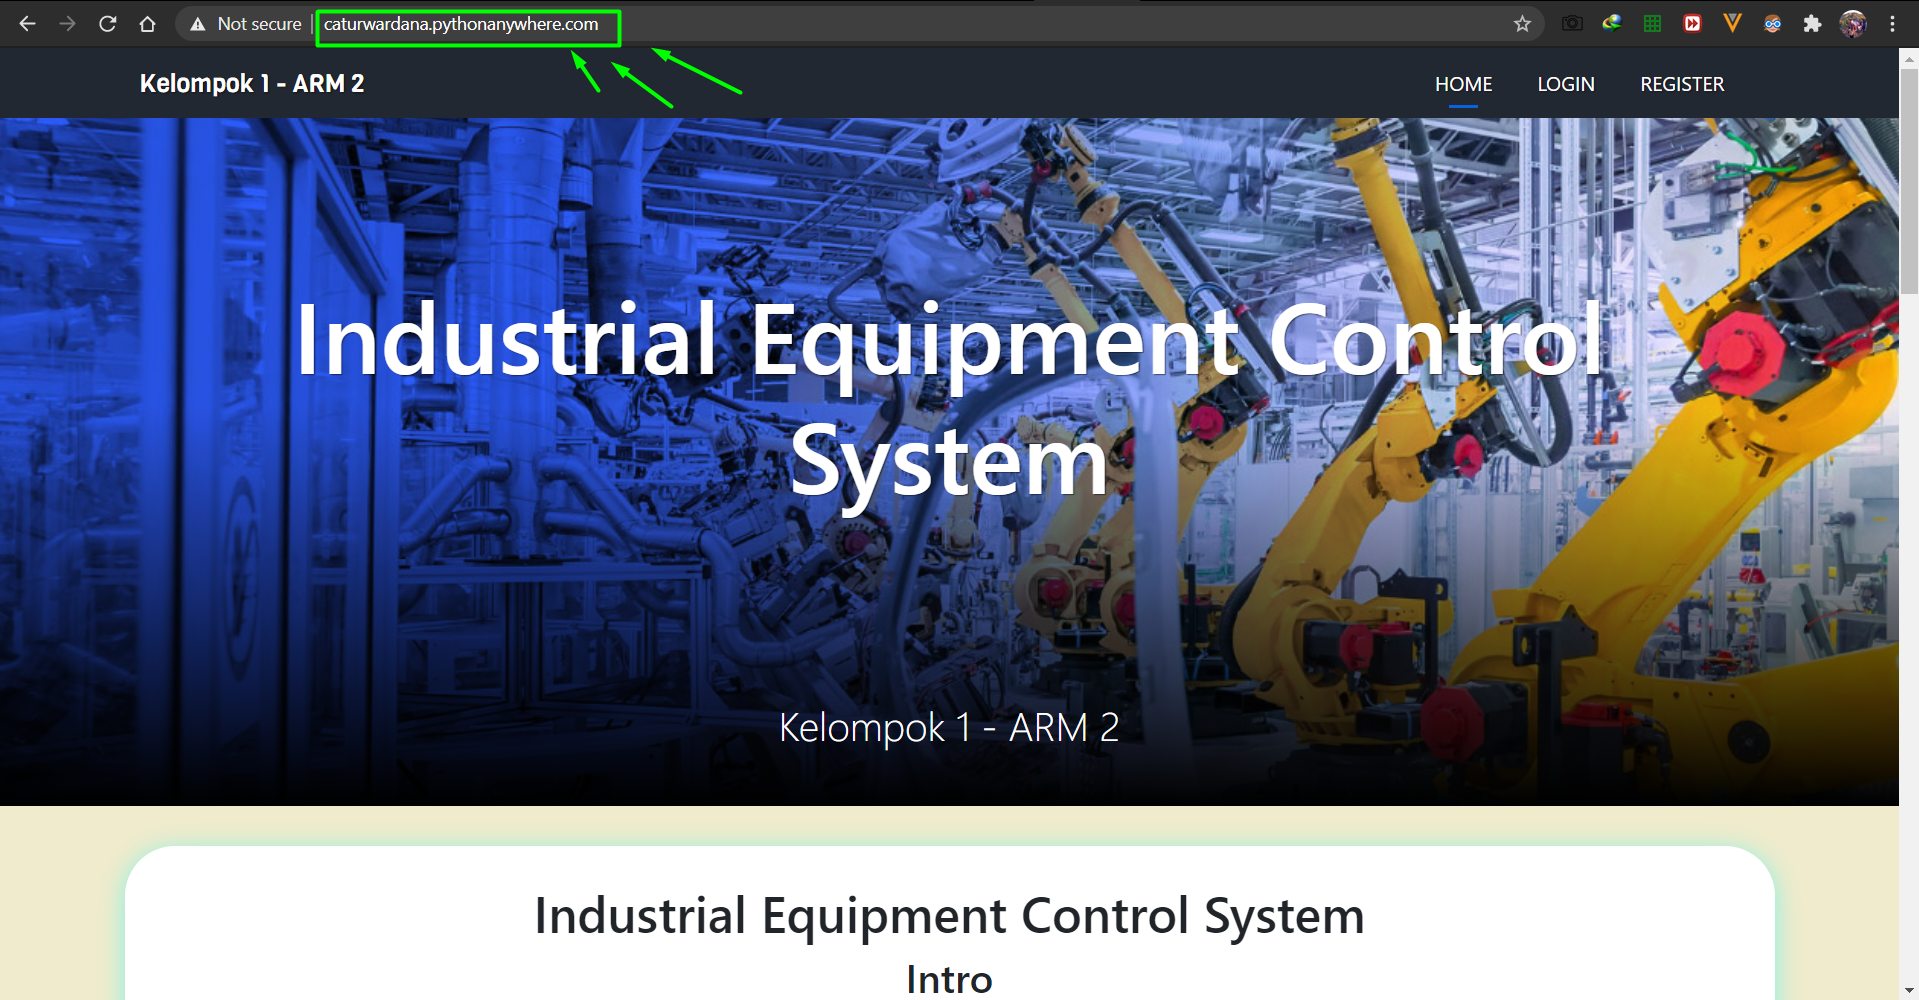 Not secure | caturwardana.pythonanywhere.com
Kelompok 1 - ARM 2
HOME LOGIN REGISTER
Industrial Equipment Control
System
Kelompok 1 - ARM 2
Industrial Equipment Control System
Intro